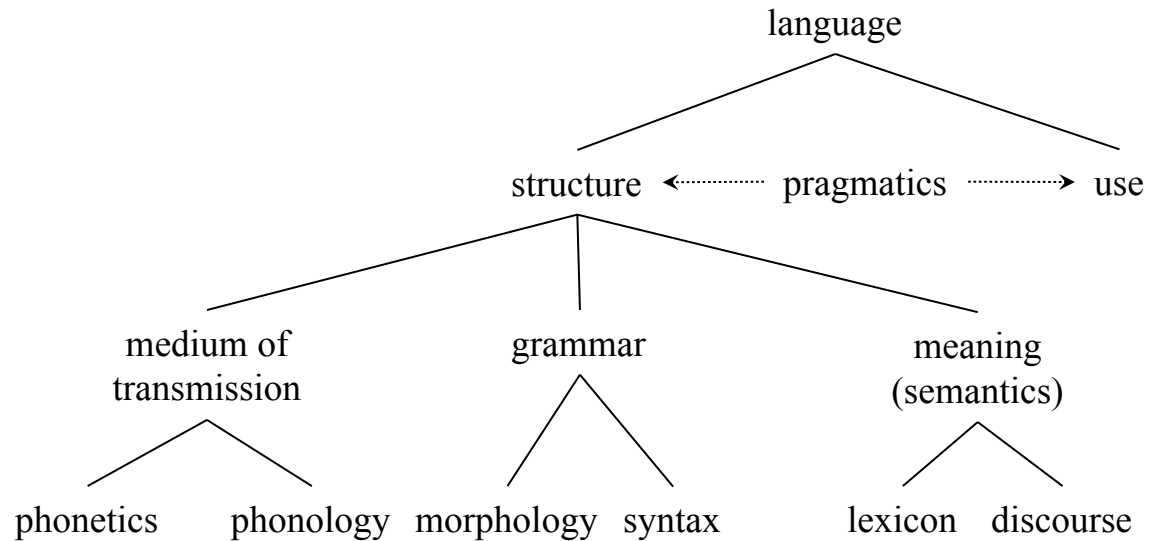 language
structure pragmatics use
medium of grammar meaning
transmission (semantics)
phonetics phonology morphology syntax lexicon discourse